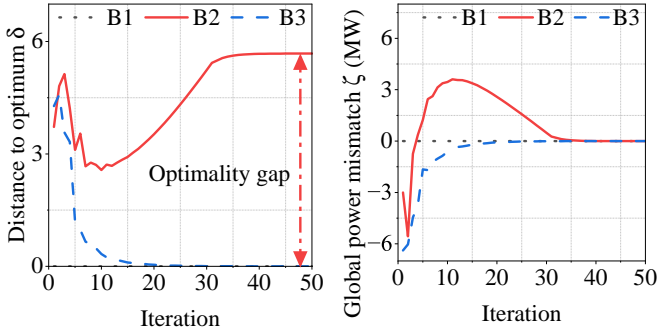 B1 B2 B3
Distance to optimum δ
6
3
0
Optimality gap
0 10 20 30 40 50
Iteration
B1 B2 B3
Global power mismatch ζ (MW)
6
3
0
−3
−6
0 10 20 30 40 50
Iteration